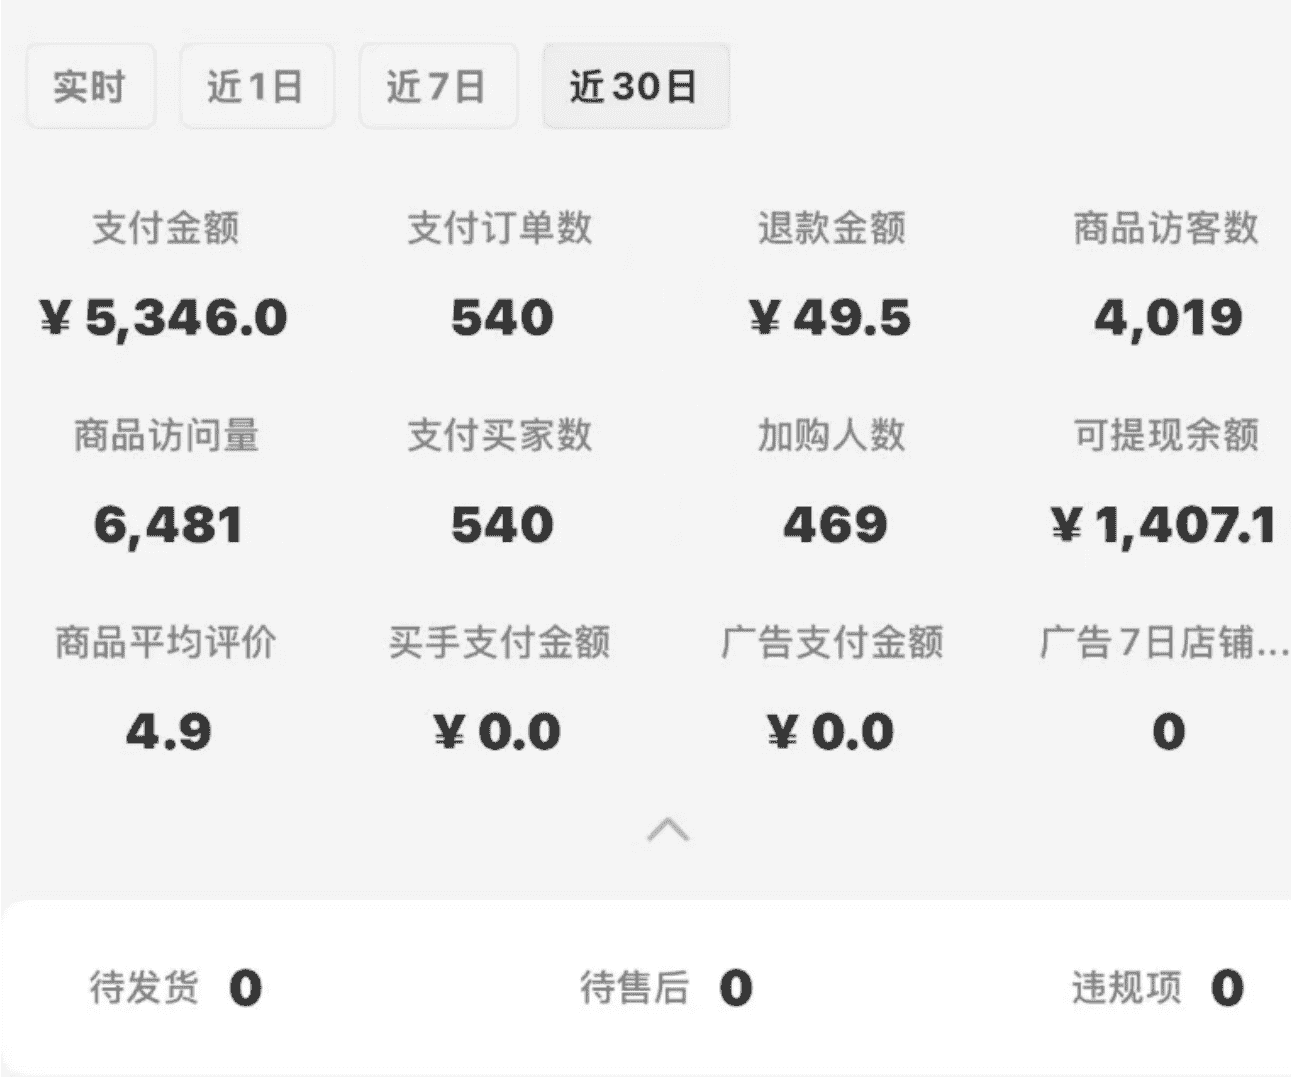 实时 近1日 近7日 近30日
支付金额 支付订单数 退款金额 商品访客数
¥ 5,346.0 540 ¥ 49.5 4,019
商品访问量 支付买家数 加购人数 可提现余额
6,481 540 469 ¥ 1,407.1
商品平均评价 买手支付金额 广告支付金额 广告7日店铺...
4.9 ¥ 0.0 ¥ 0.0 0
待发货 0 待售后 0 违规项 0